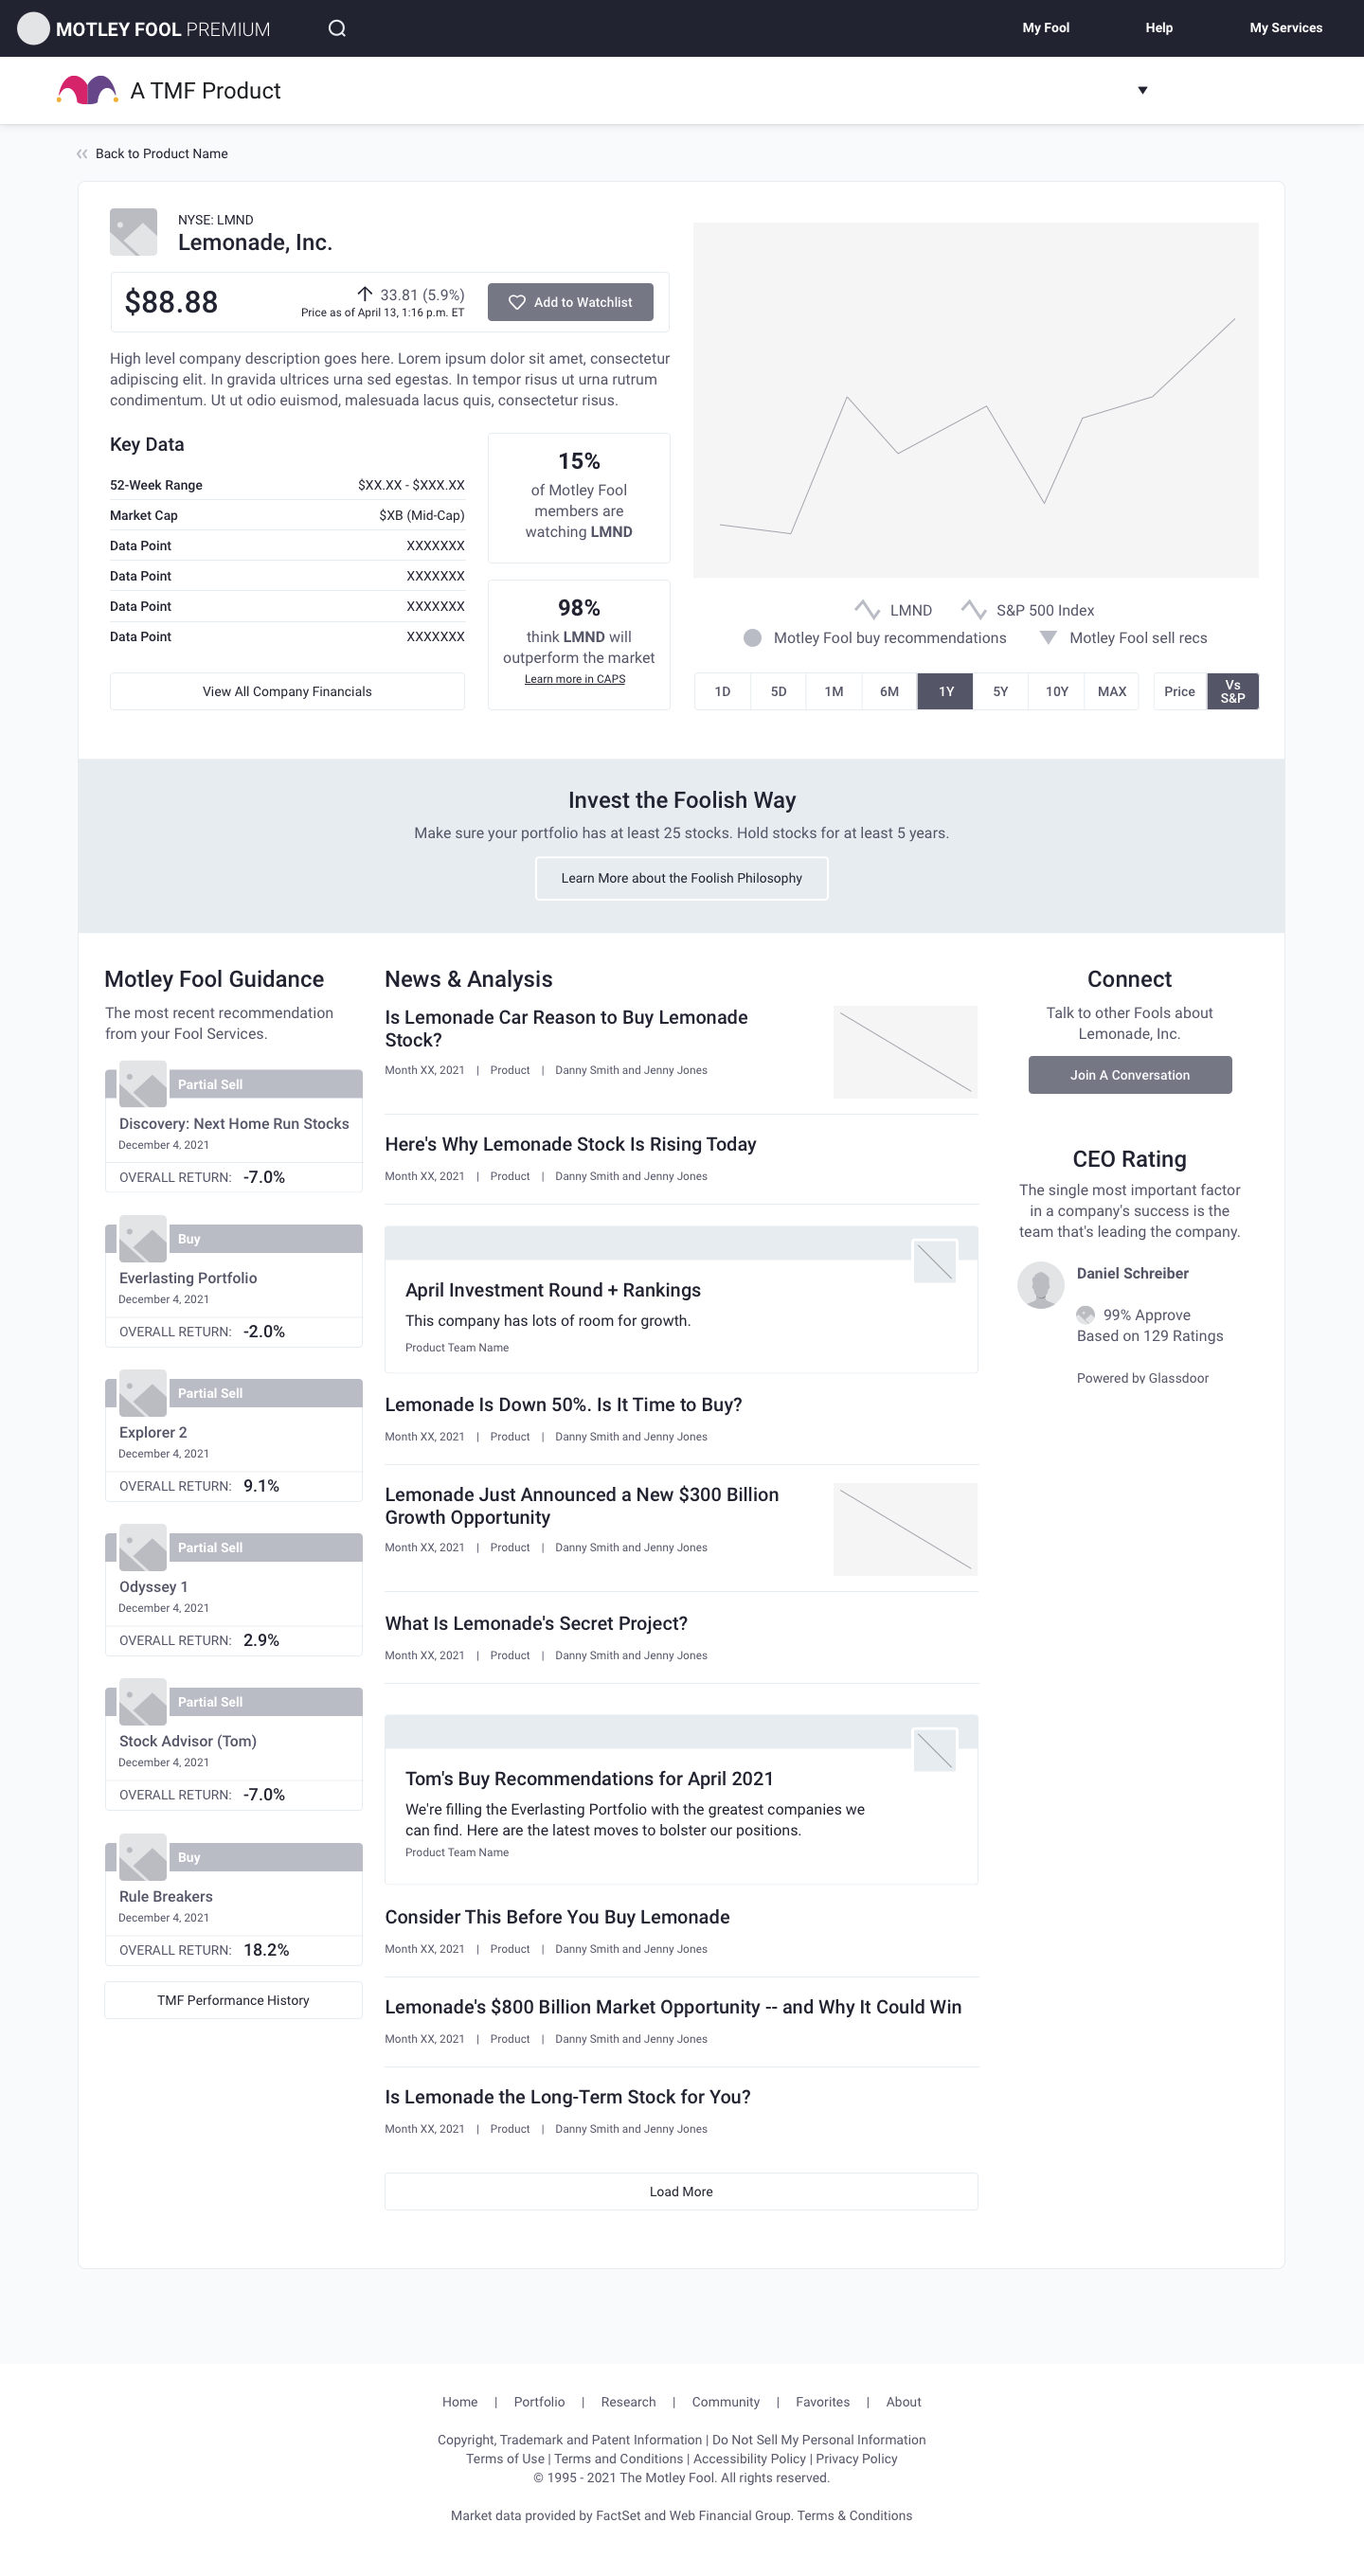 MOTLEY FOOL PREMIUM
My Fool
Help
My Services
A TMF Product
Back to Product Name
NYSE: LMND
Lemonade, Inc.
$88.88
33.81 (5.9%)
Price as of April 13, 1:16 p.m. ET
Add to Watchlist
High level company description goes here. Lorem ipsum dolor sit amet, consectetur
adipiscing elit. In gravida ultrices urna sed egestas. In tempor risus ut urna rutrum
condimentum. Ut ut odio euismod, malesuada lacus quis, consectetur risus.
Key Data
52-Week Range $XX.XX - $XXX.XX
Market Cap $XB (Mid-Cap)
Data Point XXXXXXX
Data Point XXXXXXX
Data Point XXXXXXX
Data Point XXXXXXX
View All Company Financials
15%
of Motley Fool
members are
watching LMND
98%
think LMND will
outperform the market
Learn more in CAPS
LMND
S&P 500 Index
Motley Fool buy recommendations
Motley Fool sell recs
1D
5D
1M
6M
1Y
5Y
10Y
MAX
Price
Vs
S&P
Invest the Foolish Way
Make sure your portfolio has at least 25 stocks. Hold stocks for at least 5 years.
Learn More about the Foolish Philosophy
Motley Fool Guidance
The most recent recommendation
from your Fool Services.
Partial Sell
Discovery: Next Home Run Stocks
December 4, 2021
OVERALL RETURN: -7.0%
Buy
Everlasting Portfolio
December 4, 2021
OVERALL RETURN: -2.0%
Partial Sell
Explorer 2
December 4, 2021
OVERALL RETURN: 9.1%
Partial Sell
Odyssey 1
December 4, 2021
OVERALL RETURN: 2.9%
Partial Sell
Stock Advisor (Tom)
December 4, 2021
OVERALL RETURN: -7.0%
Buy
Rule Breakers
December 4, 2021
OVERALL RETURN: 18.2%
TMF Performance History
News & Analysis
Is Lemonade Car Reason to Buy Lemonade
Stock?
Month XX, 2021 | Product | Danny Smith and Jenny Jones
Here's Why Lemonade Stock Is Rising Today
Month XX, 2021 | Product | Danny Smith and Jenny Jones
April Investment Round + Rankings
This company has lots of room for growth.
Product Team Name
Lemonade Is Down 50%. Is It Time to Buy?
Month XX, 2021 | Product | Danny Smith and Jenny Jones
Lemonade Just Announced a New $300 Billion
Growth Opportunity
Month XX, 2021 | Product | Danny Smith and Jenny Jones
What Is Lemonade's Secret Project?
Month XX, 2021 | Product | Danny Smith and Jenny Jones
Tom's Buy Recommendations for April 2021
We're filling the Everlasting Portfolio with the greatest companies we
can find. Here are the latest moves to bolster our positions.
Product Team Name
Consider This Before You Buy Lemonade
Month XX, 2021 | Product | Danny Smith and Jenny Jones
Lemonade's $800 Billion Market Opportunity -- and Why It Could Win
Month XX, 2021 | Product | Danny Smith and Jenny Jones
Is Lemonade the Long-Term Stock for You?
Month XX, 2021 | Product | Danny Smith and Jenny Jones
Load More
Connect
Talk to other Fools about
Lemonade, Inc.
Join A Conversation
CEO Rating
The single most important factor
in a company's success is the
team that's leading the company.
Daniel Schreiber
99% Approve
Based on 129 Ratings
Powered by Glassdoor
Home | Portfolio | Research | Community | Favorites | About
Copyright, Trademark and Patent Information | Do Not Sell My Personal Information
Terms of Use | Terms and Conditions | Accessibility Policy | Privacy Policy
© 1995 - 2021 The Motley Fool. All rights reserved.
Market data provided by FactSet and Web Financial Group. Terms & Conditions